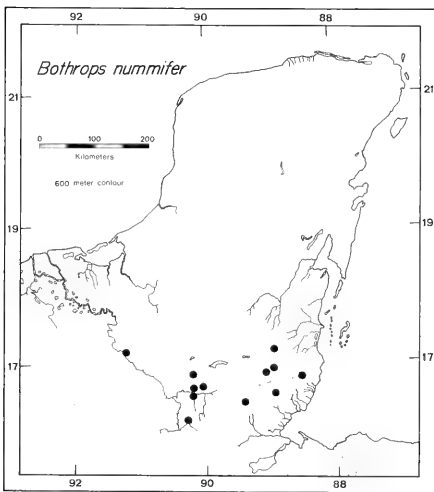 92 90 88
Bothrops nummifer
21 21
0 100 200
Kilometers
600 meter contour
19 19
17 17
92 90 88